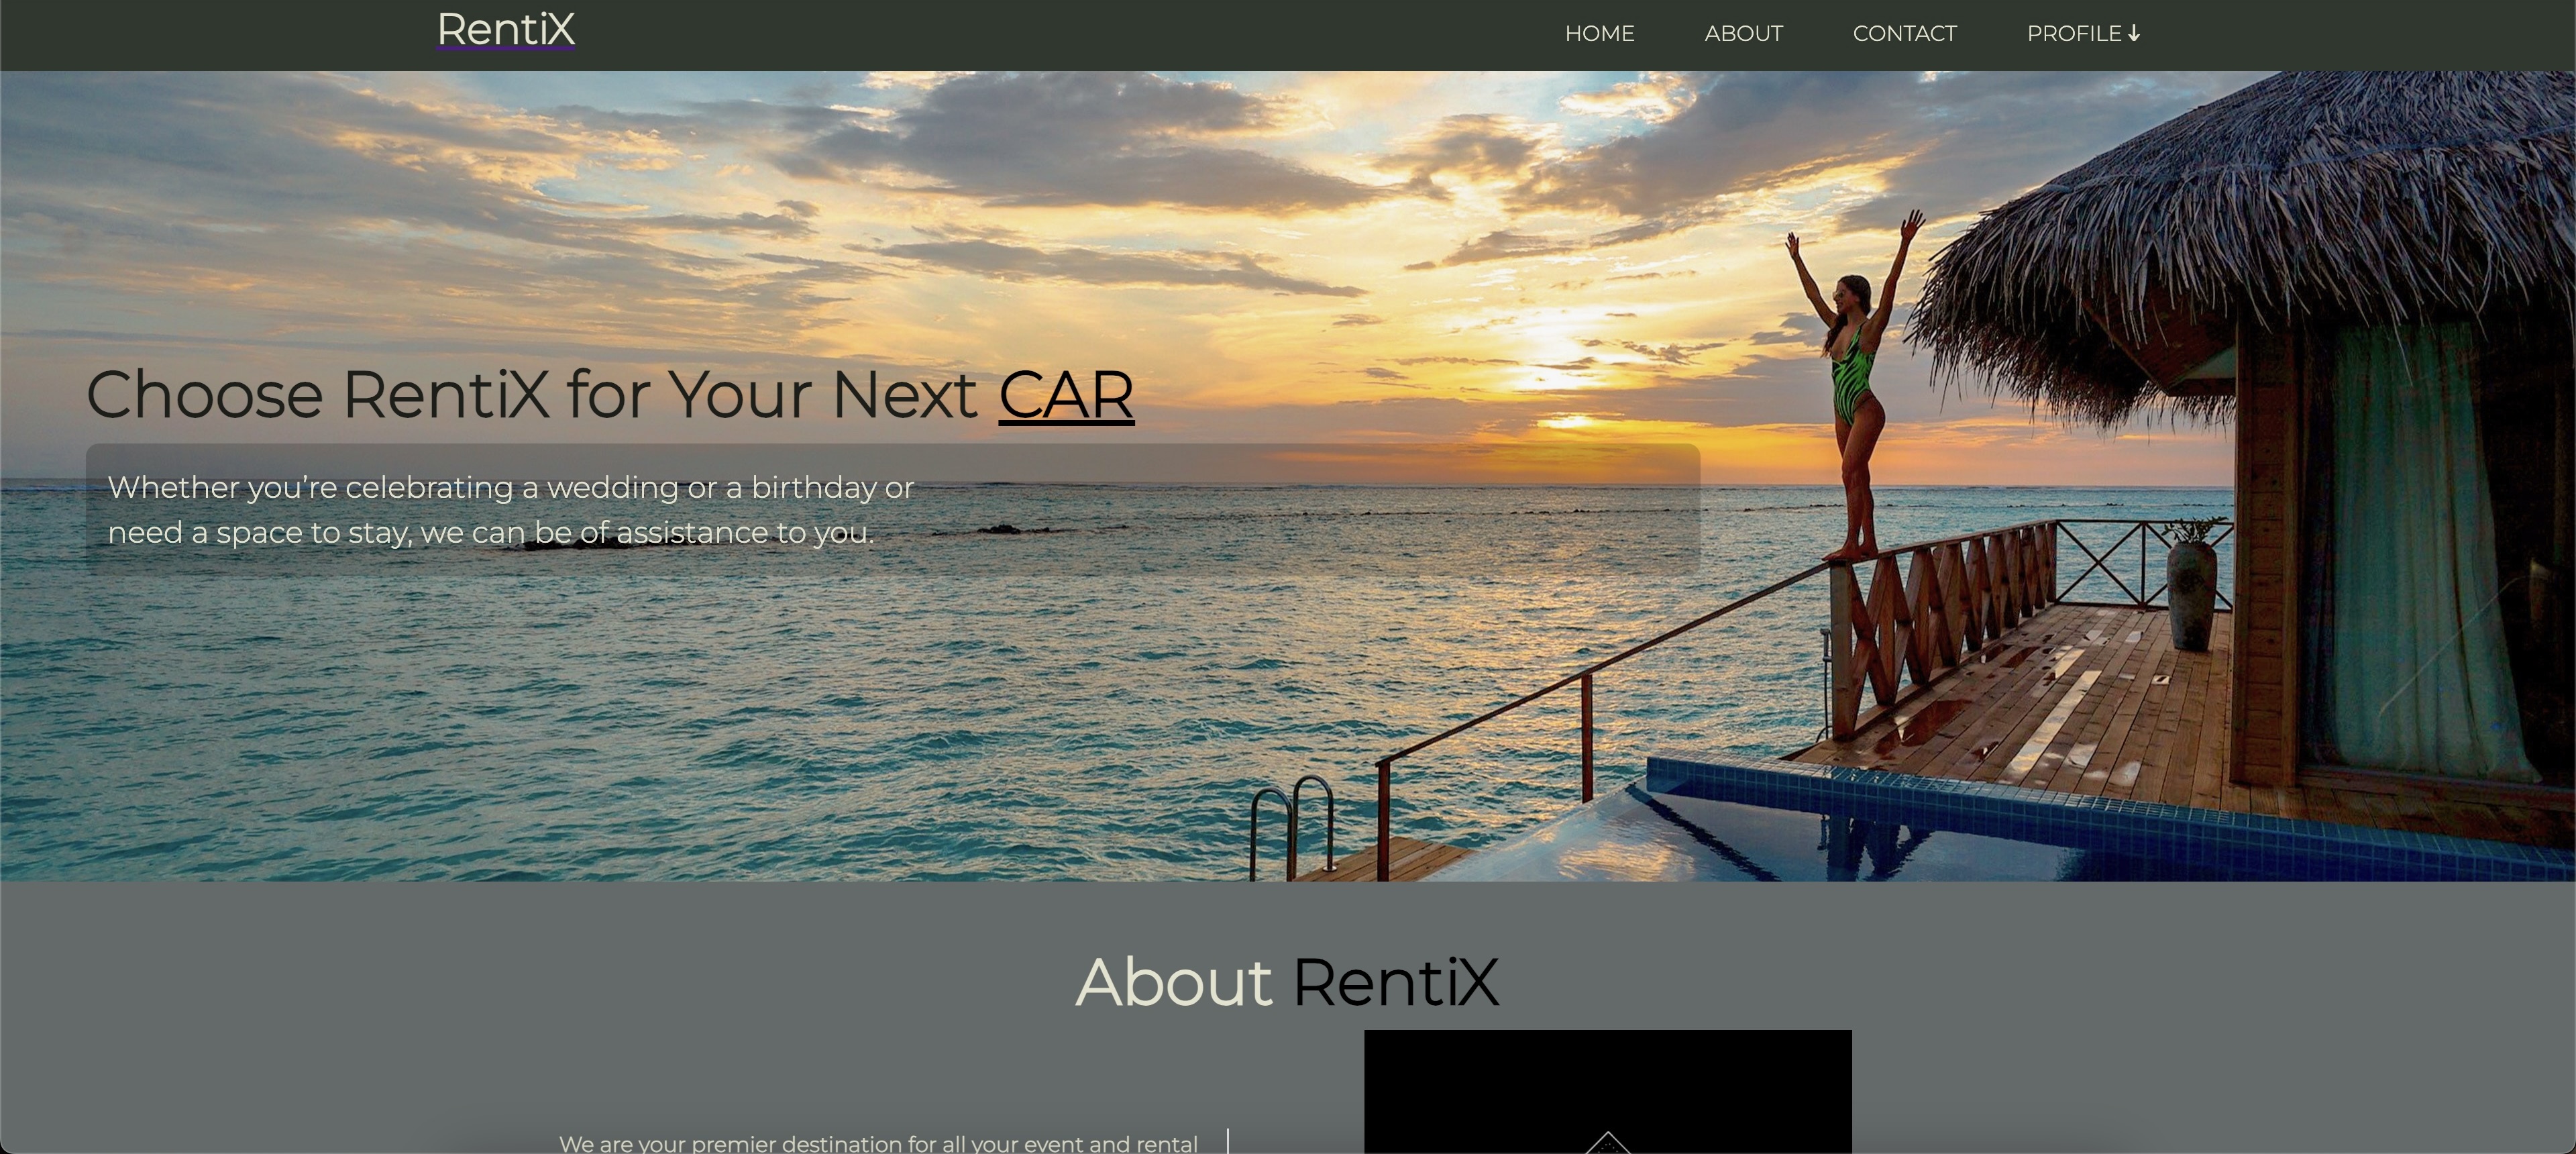 RentiX
HOME ABOUT CONTACT PROFILE
Choose RentiX for Your Next CAR
Whether you're celebrating a wedding or a birthday or
need a space to stay, we can be of assistance to you.
About RentiX
We are your premier destination for all your event and rental